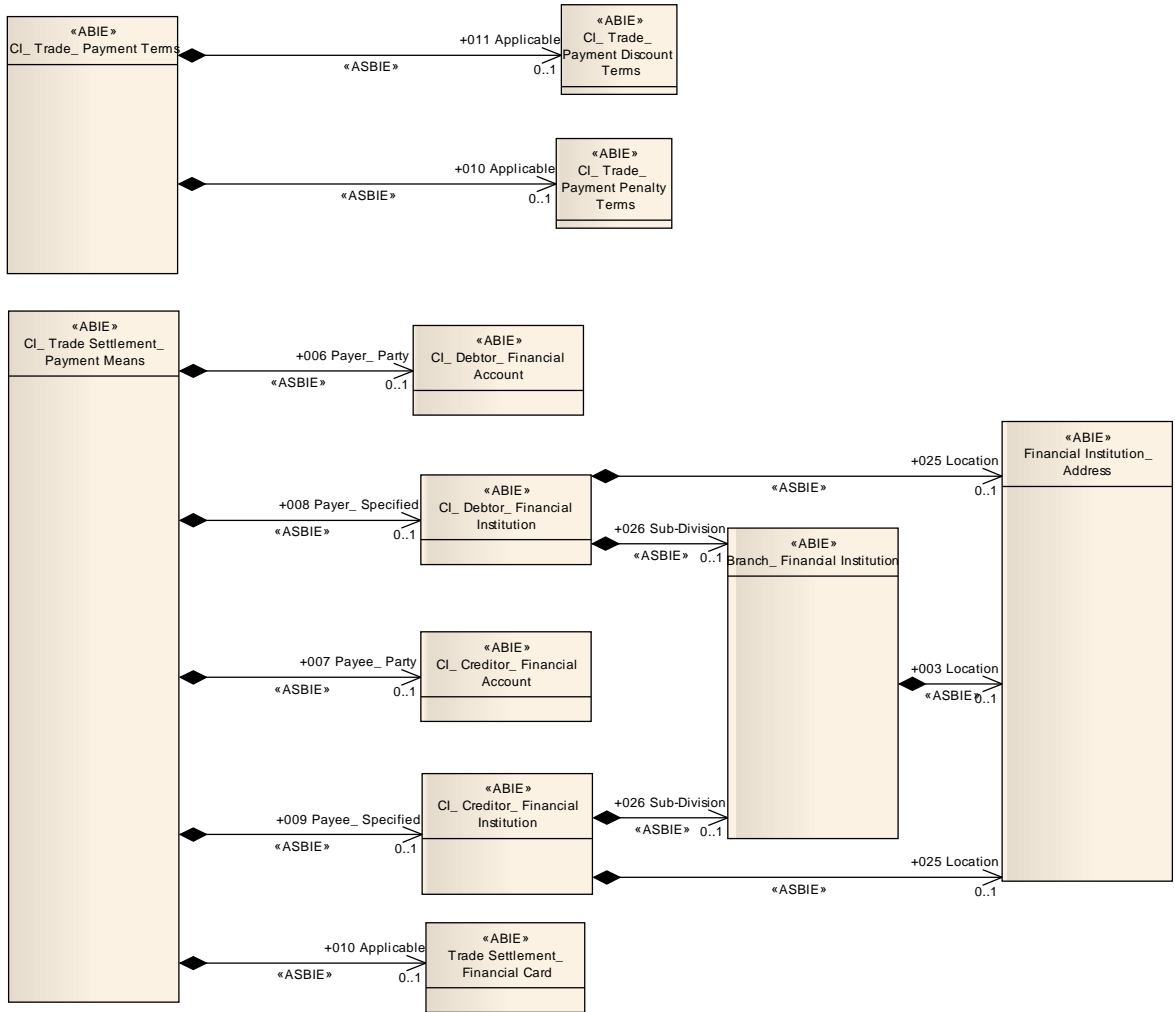 «ABIE»
CI_ Trade_ Payment Terms
+011 Applicable
0..1
«ASBIE»
«ABIE»
CI_ Trade_
Payment Discount
Terms
+010 Applicable
0..1
«ASBIE»
«ABIE»
CI_ Trade_
Payment Penalty
Terms
«ABIE»
CI_ Trade Settlement_
Payment Means
+006 Payer_ Party
0..1
«ASBIE»
«ABIE»
CI_ Debtor_ Financial
Account
+008 Payer_ Specified
0..1
«ASBIE»
«ABIE»
CI_ Debtor_ Financial
Institution
+025 Location
0..1
«ASBIE»
«ABIE»
Financial Institution_
Address
+026 Sub-Division
0..1
«ASBIE»
«ABIE»
Branch_ Financial Institution
+007 Payee_ Party
0..1
«ASBIE»
«ABIE»
CI_ Creditor_ Financial
Account
+003 Location
0..1
«ASBIE»
+009 Payee_ Specified
0..1
«ASBIE»
«ABIE»
CI_ Creditor_ Financial
Institution
+026 Sub-Division
0..1
«ASBIE»
+025 Location
0..1
«ASBIE»
+010 Applicable
0..1
«ASBIE»
«ABIE»
Trade Settlement_
Financial Card